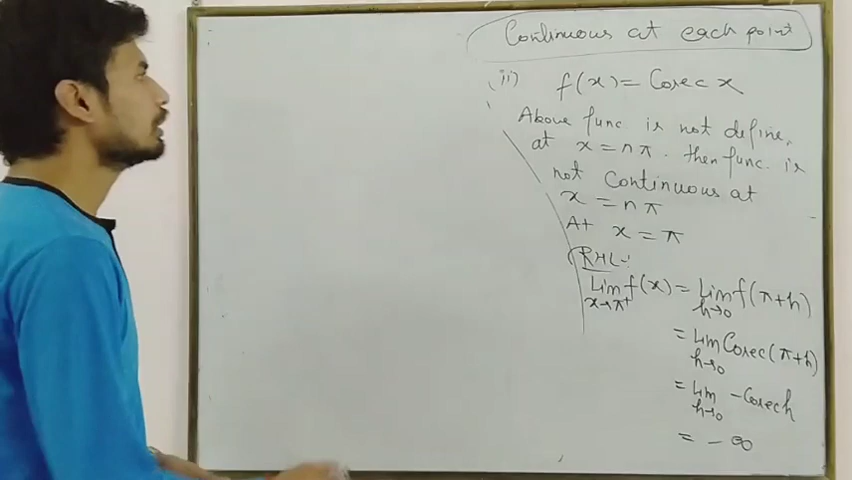 Continuous at each point
(ii) f(x) = Cosec x
Above func is not define.
at x = nπ . then func. is
not Continuous at
x = nπ
At x = π
RHL:-
Lim x→π⁺ f(x) = Lim h→0 f(π+h)
= Lim h→0 Cosec(π+h)
= Lim h→0 -Cosech
= -∞